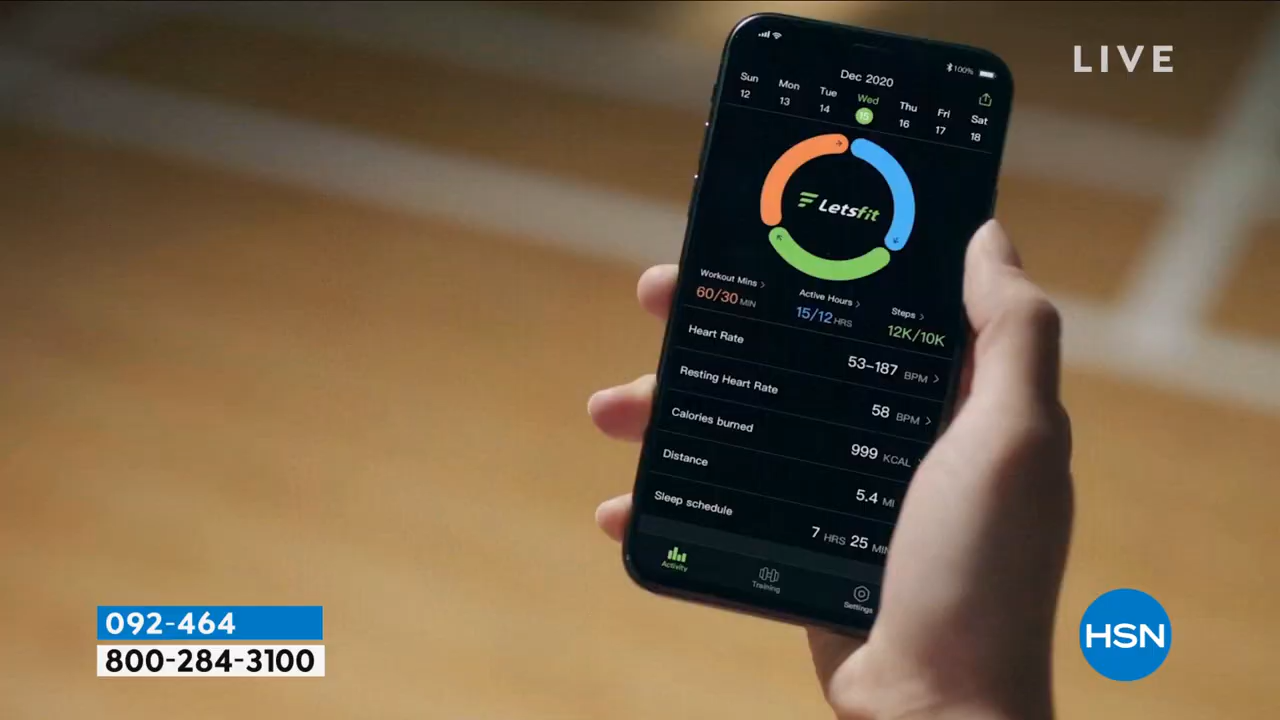 LIVE
100%
Dec 2020
Sun Mon Tue Wed Thu Fri Sat
12 13 14 15 16 17 18
Letsfit
Workout Mins Active Hours Steps
60/30 MIN 15/12 HRS 12K/10K
Heart Rate 53-187 BPM
Resting Heart Rate 58 BPM
Calories burned 999 KCAL
Distance 5.4 MI
Sleep schedule 7 HRS 25 MIN
Activity Training Settings
092-464
800-284-3100
HSN